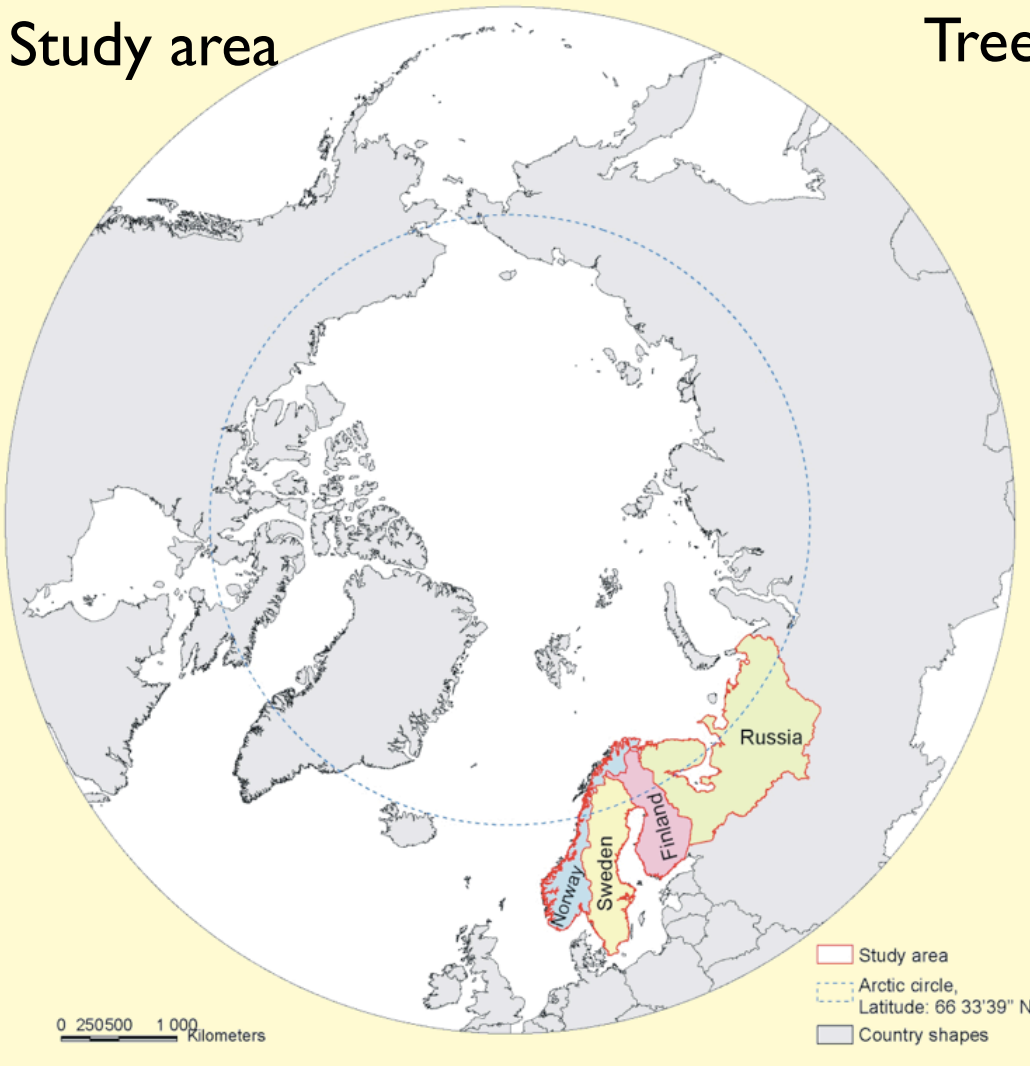 Study area
Tree
Russia
Finland
Sweden
Norway
Study area
Arctic circle,
Latitude: 66 33'39" N
Country shapes
0 250500 1 000
Kilometers